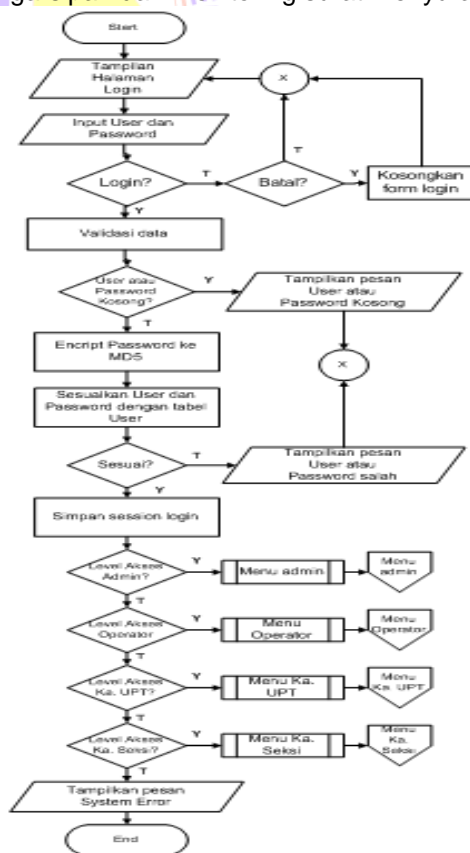 Start
Tampilan
Halaman
Login
X
Input User dan
Password
Login?
T
Batal?
T
Y
Kosongkan
form login
Y
Validasi data
User atau
Password
Kosong?
Y
Tampilkan pesan
User atau
Password Kosong
T
Encript Password ke
MD5
X
Sesuaikan User dan
Password dengan tabel
User
Sesuai?
T
Tampilkan pesan
User atau
Password salah
Y
Simpan session login
Level Akses
Admin?
Y
Menu admin
Menu
admin
T
Level Akses
Operator
Y
Menu
Operator
Menu
Operator
T
Level Akses
Ka. UPT?
Y
Menu Ka.
UPT
Menu
Ka. UPT
T
Level Akses
Ka. Seksi?
Y
Menu Ka.
Seksi
Menu
Ka.
Seksi
T
Tampilkan pesan
System Error
End